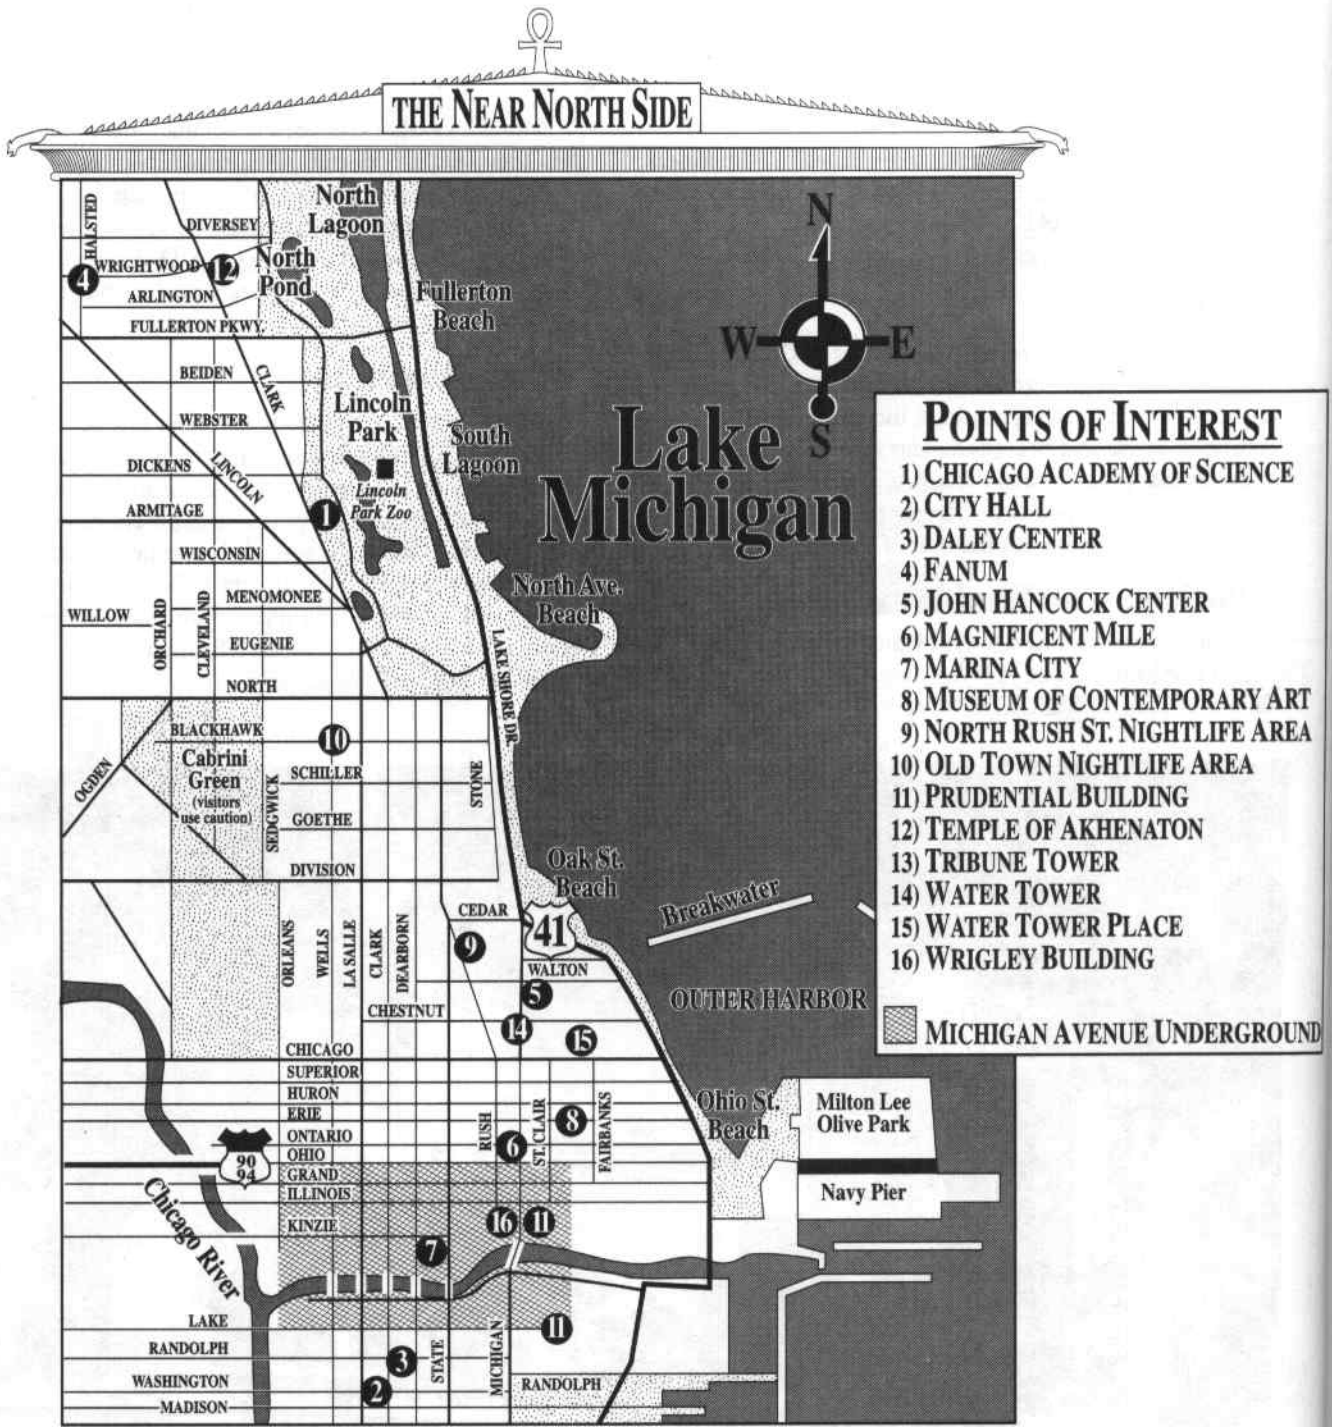 THE NEAR NORTH SIDE
N
W
E
S
Lake
Michigan
HALSTED
DIVERSEY
WRIGHTWOOD
4
12
ARLINGTON
FULLERTON PKWY.
North
Lagoon
North
Pond
Fullerton
Beach
BEIDEN
CLARK
WEBSTER
Lincoln
Park
DICKENS
LINCOLN
South
Lagoon
Lincoln
Park Zoo
ARMITAGE
1
WISCONSIN
MENOMONEE
WILLOW
ORCHARD
CLEVELAND
EUGENIE
North Ave.
Beach
NORTH
LAKE SHORE DR.
BLACKHAWK
10
Cabrini
Green
(visitors
use caution)
OGDEN
SEDGWICK
SCHILLER
STONE
GOETHE
DIVISION
Oak St.
Beach
CEDAR
41
9
Breakwater
ORLEANS
WELLS
LA SALLE
CLARK
DEARBORN
WALTON
5
OUTER HARBOR
CHESTNUT
14
15
CHICAGO
SUPERIOR
HURON
ERIE
ONTARIO
OHIO
GRAND
ILLINOIS
KINZIE
RUSH
ST. CLAIR
8
FAIRBANKS
6
Ohio St.
Beach
Milton Lee
Olive Park
Navy Pier
90
94
Chicago River
16
11
7
LAKE
RANDOLPH
WASHINGTON
MADISON
11
3
2
STATE
MICHIGAN
RANDOLPH
POINTS OF INTEREST
1) CHICAGO ACADEMY OF SCIENCE
2) CITY HALL
3) DALEY CENTER
4) FANUM
5) JOHN HANCOCK CENTER
6) MAGNIFICENT MILE
7) MARINA CITY
8) MUSEUM OF CONTEMPORARY ART
9) NORTH RUSH ST. NIGHTLIFE AREA
10) OLD TOWN NIGHTLIFE AREA
11) PRUDENTIAL BUILDING
12) TEMPLE OF AKHENATON
13) TRIBUNE TOWER
14) WATER TOWER
15) WATER TOWER PLACE
16) WRIGLEY BUILDING
MICHIGAN AVENUE UNDERGROUND